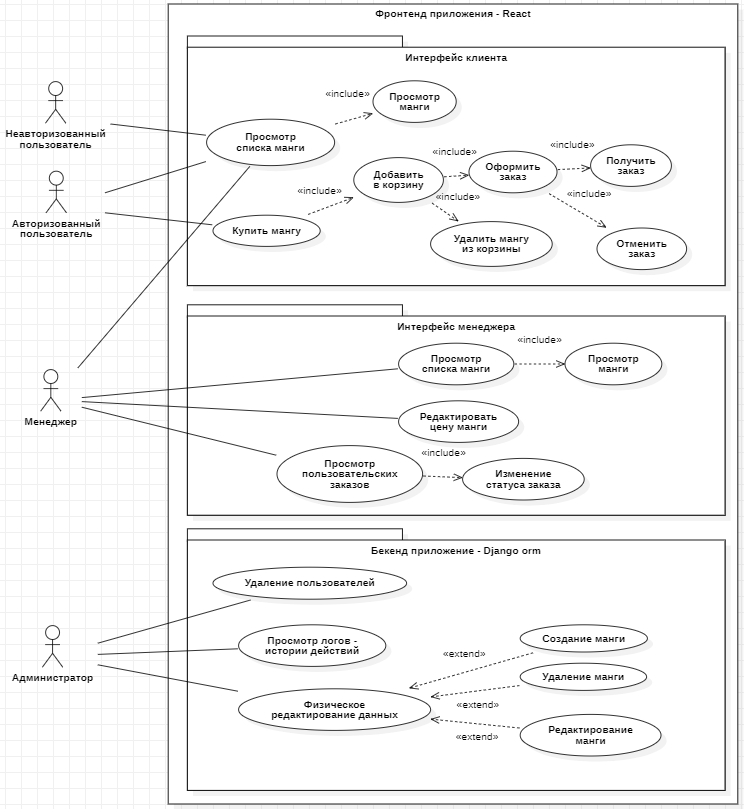 Фронтенд приложения - React
Интерфейс клиента
Неавторизованный
пользователь
Авторизованный
пользователь
Просмотр
списка манги
«include»
Просмотр
манги
Купить мангу
«include»
Добавить
в корзину
«include»
Оформить
заказ
«include»
Получить
заказ
«include»
Удалить мангу
из корзины
«include»
Отменить
заказ
Интерфейс менеджера
Менеджер
Просмотр
списка манги
«include»
Просмотр
манги
Редактировать
цену манги
Просмотр
пользовательских
заказов
«include»
Изменение
статуса заказа
Бекенд приложение - Django orm
Администратор
Удаление пользователей
Просмотр логов -
истории действий
Физическое
редактирование данных
«extend»
Создание манги
«extend»
Удаление манги
«extend»
Редактирование
манги